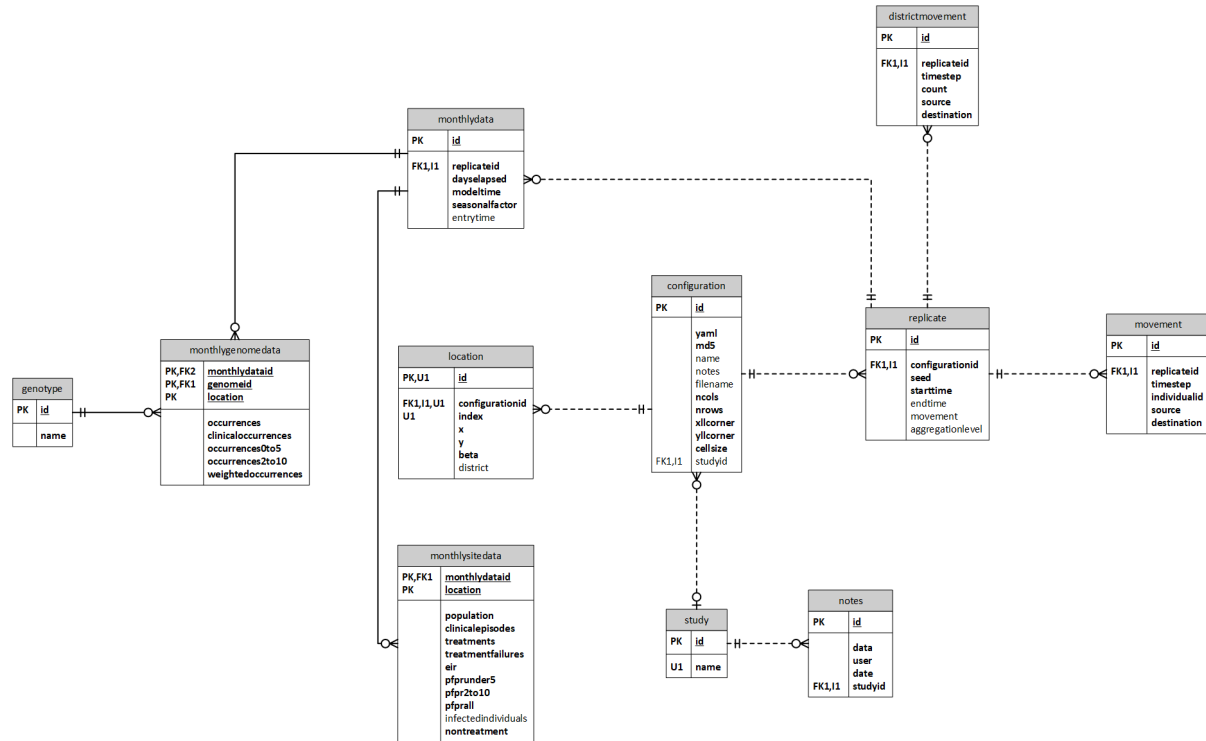 districtmovement
PK id
FK1,I1 replicateid
timestep
count
source
destination
monthlydata
PK id
FK1,I1 replicateid
dayselapsed
modeltime
seasonalfactor
entrytime
configuration
PK id
yaml
md5
name
notes
filename
ncols
nrows
xllcorner
yllcorner
cellsize
FK1,I1 studyid
replicate
PK id
FK1,I1 configurationid
seed
starttime
endtime
movement
aggregationlevel
movement
PK id
FK1,I1 replicateid
timestep
individualid
source
destination
monthlygenomedata
PK,FK2 monthlydataid
PK,FK1 genomeid
PK location
occurrences
clinicaloccurrences
occurrences0to5
occurrences2to10
weightedoccurrences
location
PK,U1 id
FK1,I1,U1 configurationid
U1 index
x
y
beta
district
genotype
PK id
name
monthlysitedata
PK,FK1 monthlydataid
PK location
population
clinicalepisodes
treatments
treatmentfailures
eir
pfprunder5
pfpr2to10
pfprall
infectedindividuals
nontreatment
study
PK id
U1 name
notes
PK id
data
user
date
FK1,I1 studyid